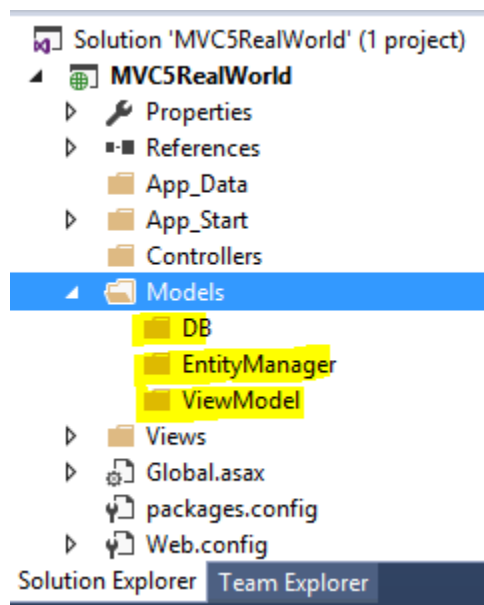 Solution 'MVC5RealWorld' (1 project)
MVC5RealWorld
Properties
References
App_Data
App_Start
Controllers
Models
DB
EntityManager
ViewModel
Views
Global.asax
packages.config
Web.config
Solution Explorer Team Explorer